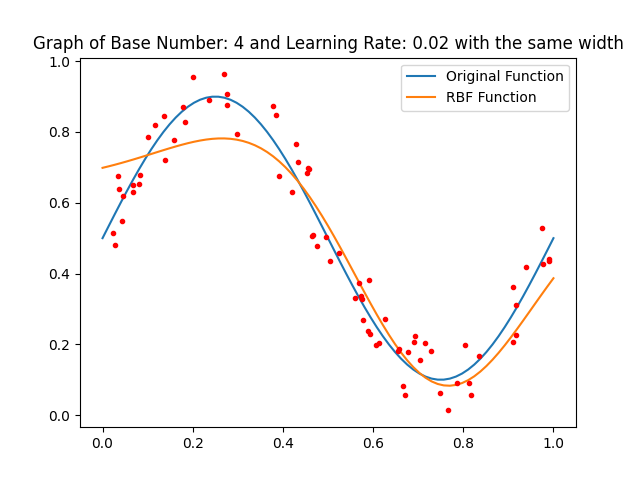 Graph of Base Number: 4 and Learning Rate: 0.02 with the same width
Original Function
RBF Function
1.0
0.8
0.6
0.4
0.2
0.0
0.0 0.2 0.4 0.6 0.8 1.0